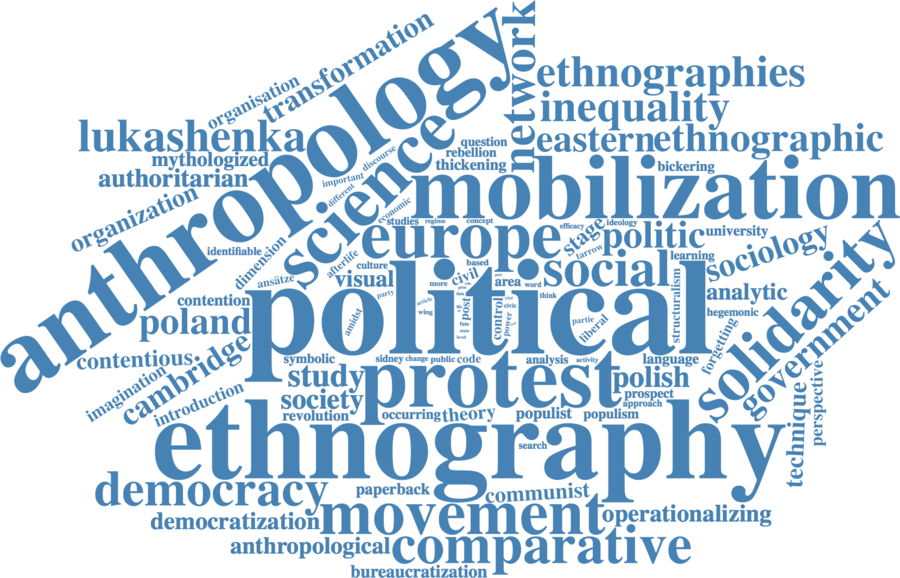 transformation
organisation
anthropology
network
ethnographies
inequality
lukashenka
science
question
eastern
ethnographic
rebellion
mythologized
discourse
thickening
bickering
authoritarian
important
different
mobilization
organization
economic
studies
regime
concept
efficacy
ideology
identifiable
dimension
europe
stage
politic
university
tarrow
sociology
afterlife
culture
based
learning
ansätze
visual
more
civil
area
word
social
solidarity
contention
party
political
think
structuralism
analytic
poland
amidst
article
wing
post
fate
state
level
control
power
civic
rise
partie
liberal
hegemonic
forgetting
government
contentious
cambridge
symbolic
sidney
change
public
code
analysis
activity
language
imagination
study
protest
polish
introduction
society
prospect
approach
technique
perspective
revolution
occurring
theory
populist
populism
ethnography
search
democracy
paperback
communist
democratization
movement
operationalizing
anthropological
comparative
bureaucratization